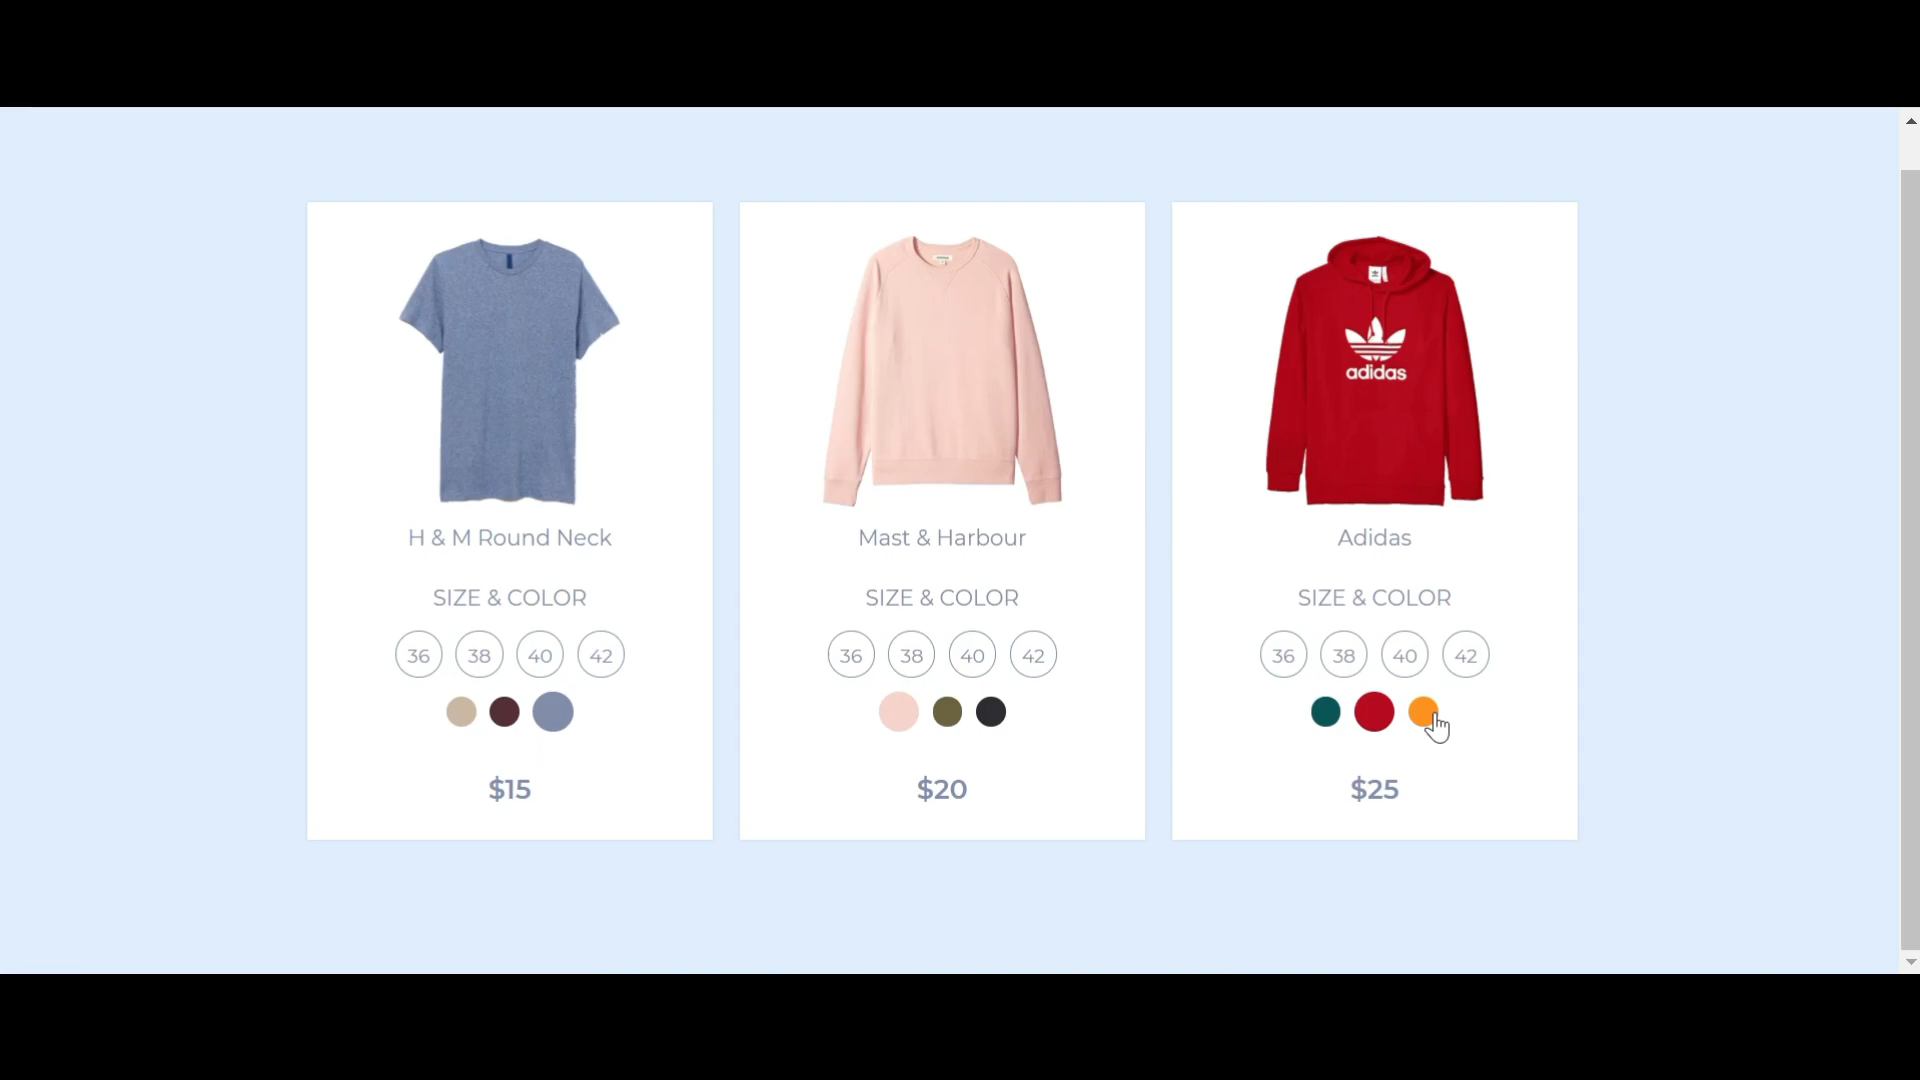 adidas
H & M Round Neck
SIZE & COLOR
36 38 40 42
$15
Mast & Harbour
SIZE & COLOR
36 38 40 42
$20
Adidas
SIZE & COLOR
36 38 40 42
$25